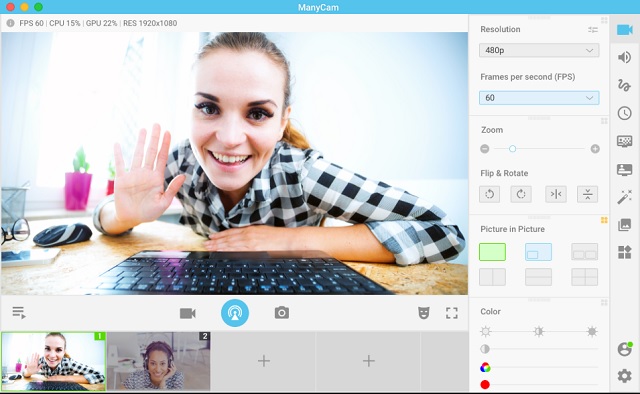 ManyCam
FPS 60 | CPU 15% | GPU 22% | RES 1920x1080
Resolution
480p
Frames per second (FPS)
60
Zoom
Flip & Rotate
Picture in Picture
Color
1
2